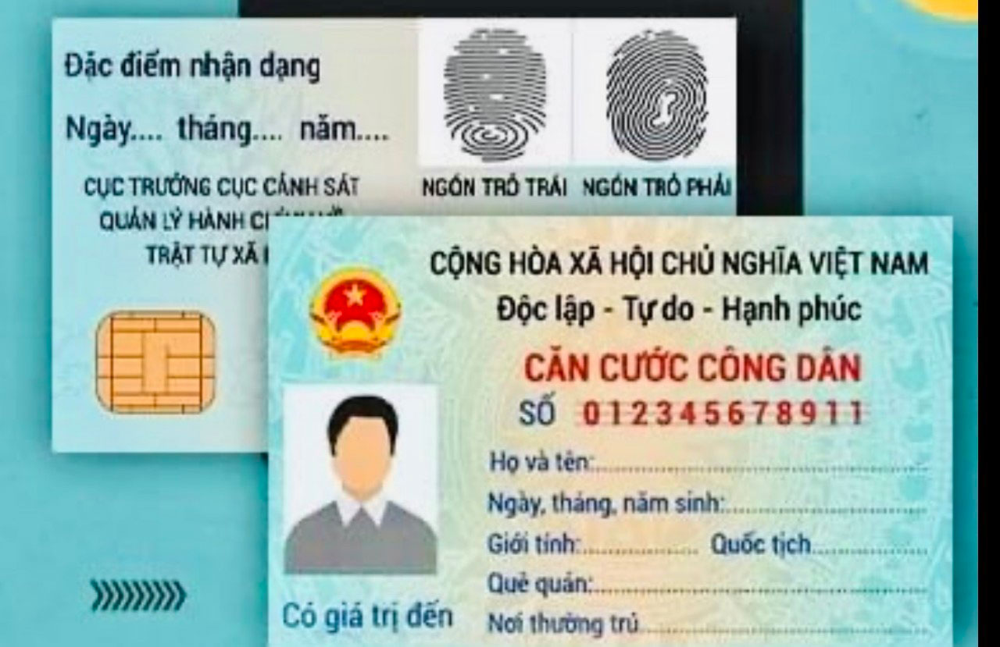 Đặc điểm nhận dạng
Ngày.... tháng.... năm....
CỤC TRƯỞNG CỤC CẢNH SÁT
QUẢN LÝ HÀNH
TRẬT TỰ XÃ
NGÓN TRỎ TRÁI NGÓN TRỎ PHẢI
CỘNG HÒA XÃ HỘI CHỦ NGHĨA VIỆT NAM
Độc lập - Tự do - Hạnh phúc
CĂN CƯỚC CÔNG DÂN
SỐ 012345678911
Họ và tên:
Ngày, tháng, năm sinh:
Giới tính: Quốc tịch
Quê quán:
Nơi thường trú
Có giá trị đến